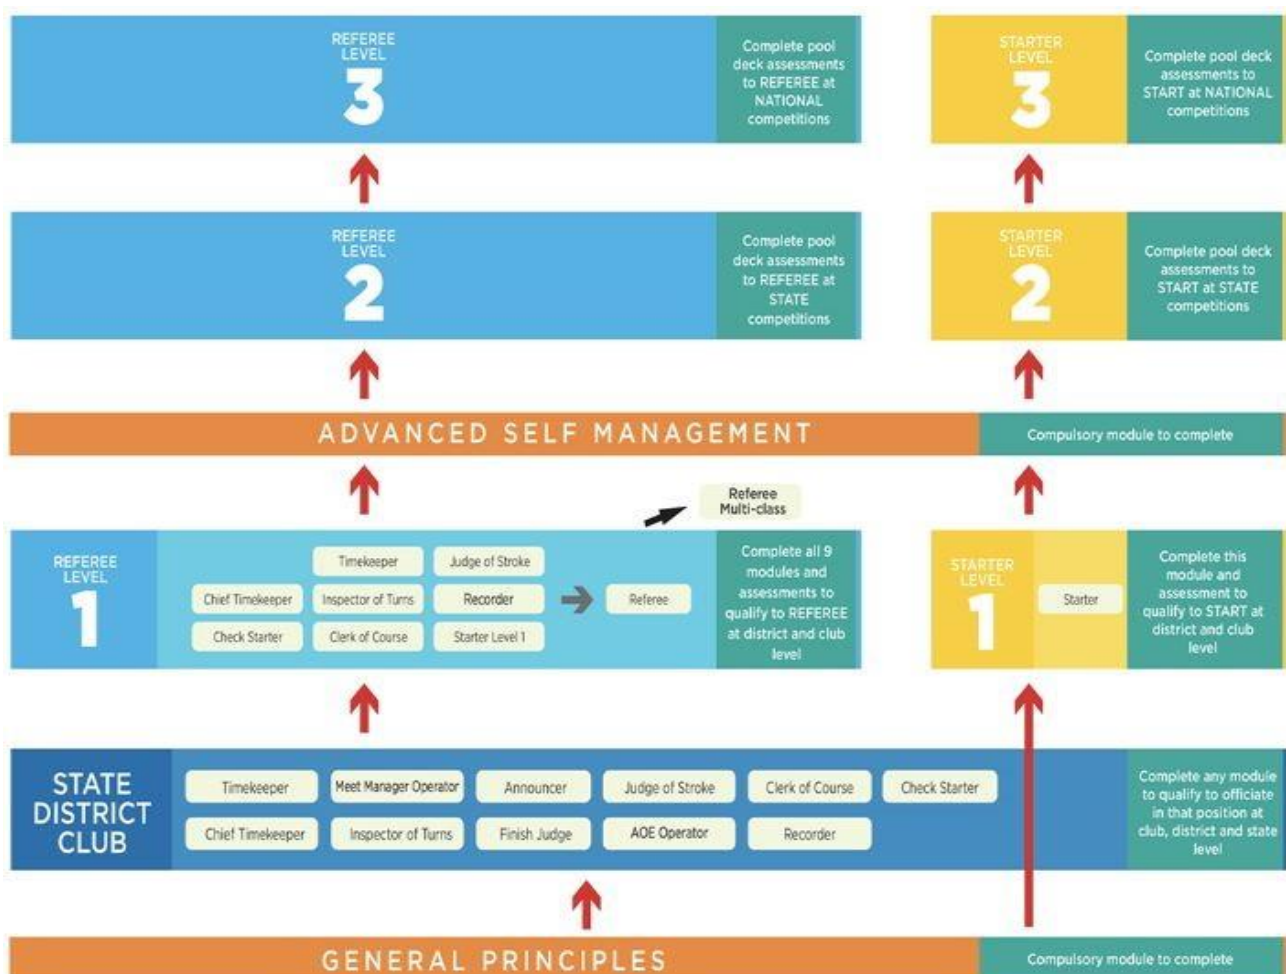 REFEREE
LEVEL
3
Complete pool
deck assessments
to REFEREE at
NATIONAL
competitions
STARTER
LEVEL
3
Complete pool deck
assessments to
START at NATIONAL
competitions
REFEREE
LEVEL
2
Complete pool
deck assessments
to REFEREE at
STATE
competitions
STARTER
LEVEL
2
Complete pool deck
assessments to
START at STATE
competitions
ADVANCED SELF MANAGEMENT
Compulsory module to complete
Referee
Multi-class
REFEREE
LEVEL
1
Timekeeper
Judge of Stroke
Chief Timekeeper
Inspector of Turns
Recorder
Referee
Check Starter
Clerk of Course
Starter Level 1
Complete all 9
modules and
assessments to
qualify to REFEREE
at district and club
level
STARTER
LEVEL
1
Starter
Complete this
module and
assessment to
qualify to START at
district and club
level
STATE
DISTRICT
CLUB
Timekeeper
Meet Manager Operator
Announcer
Judge of Stroke
Clerk of Course
Check Starter
Chief Timekeeper
Inspector of Turns
Finish Judge
AOE Operator
Recorder
Complete any module
to qualify to officiate
in that position at
club, district and state
level
GENERAL PRINCIPLES
Compulsory module to complete